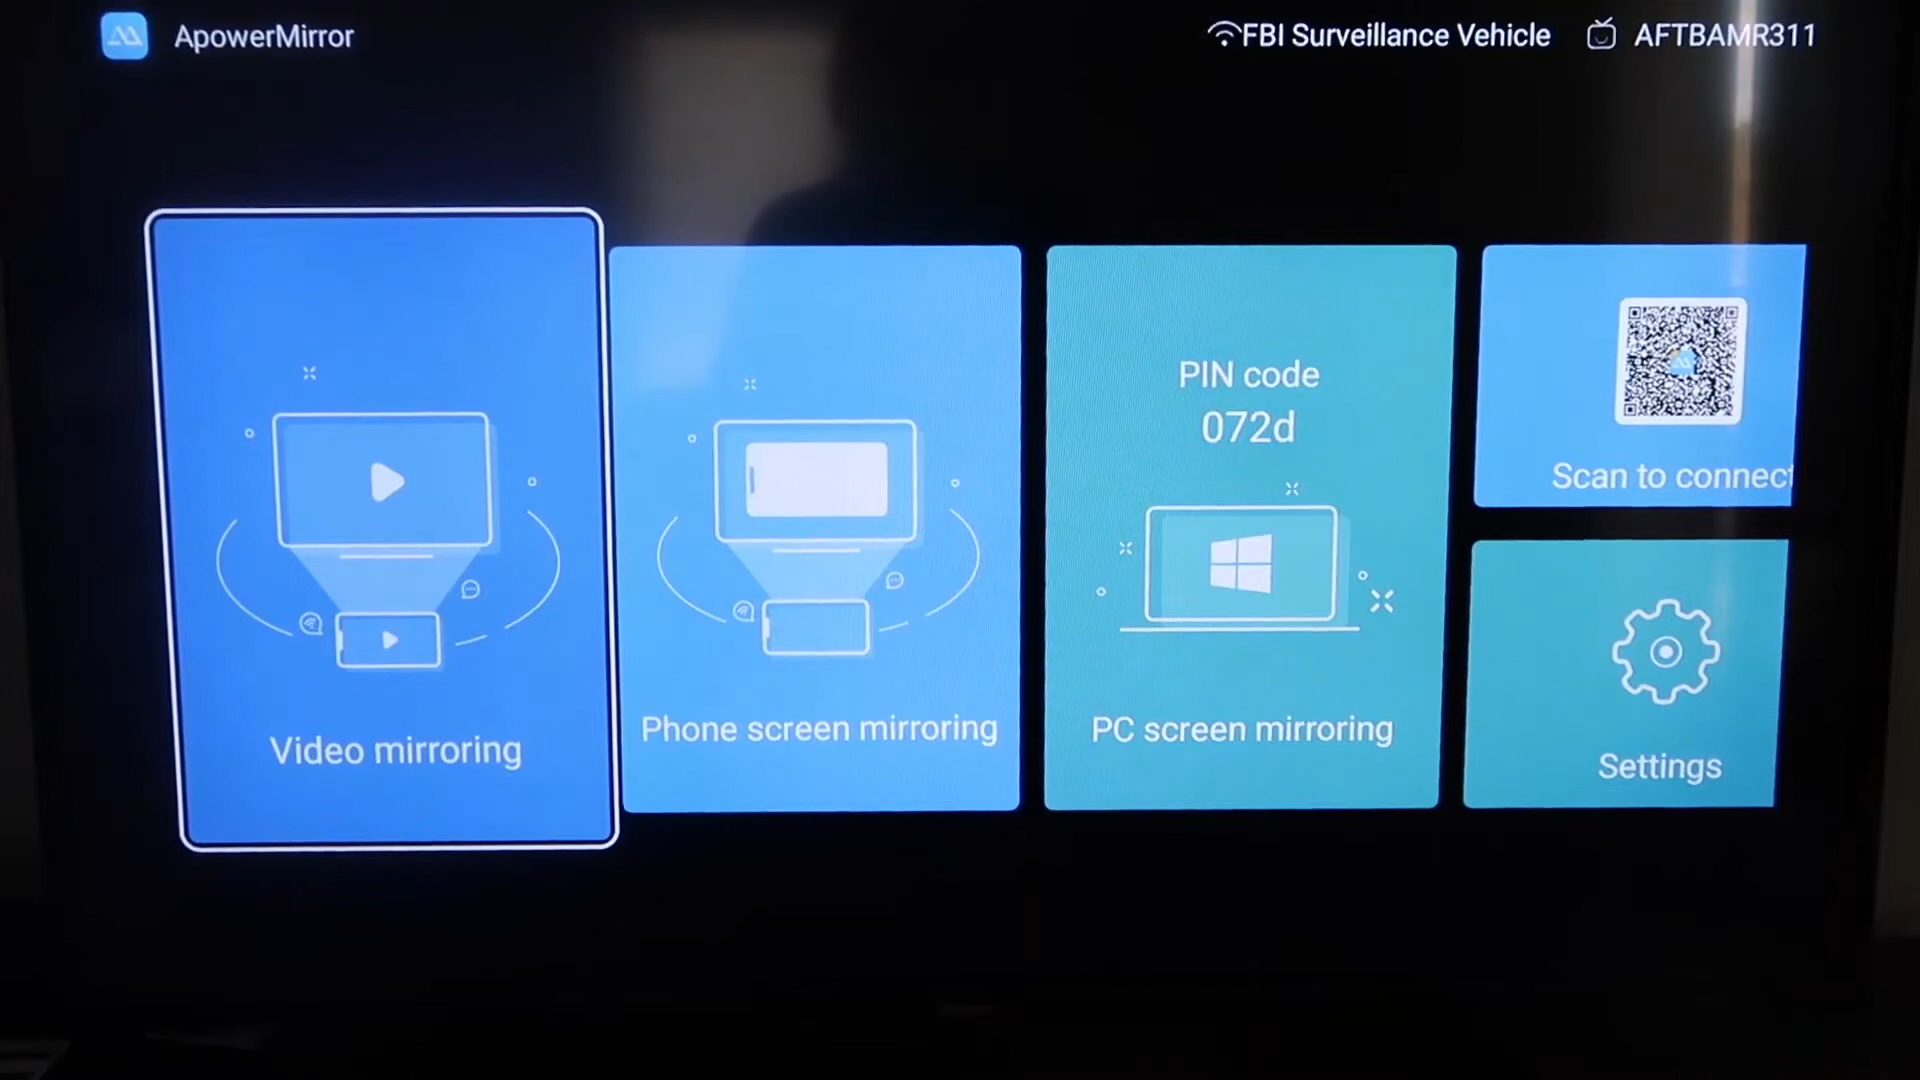 ApowerMirror
FBI Surveillance Vehicle
AFTBAMR311
Video mirroring
Phone screen mirroring
PIN code
072d
PC screen mirroring
Scan to connect
Settings